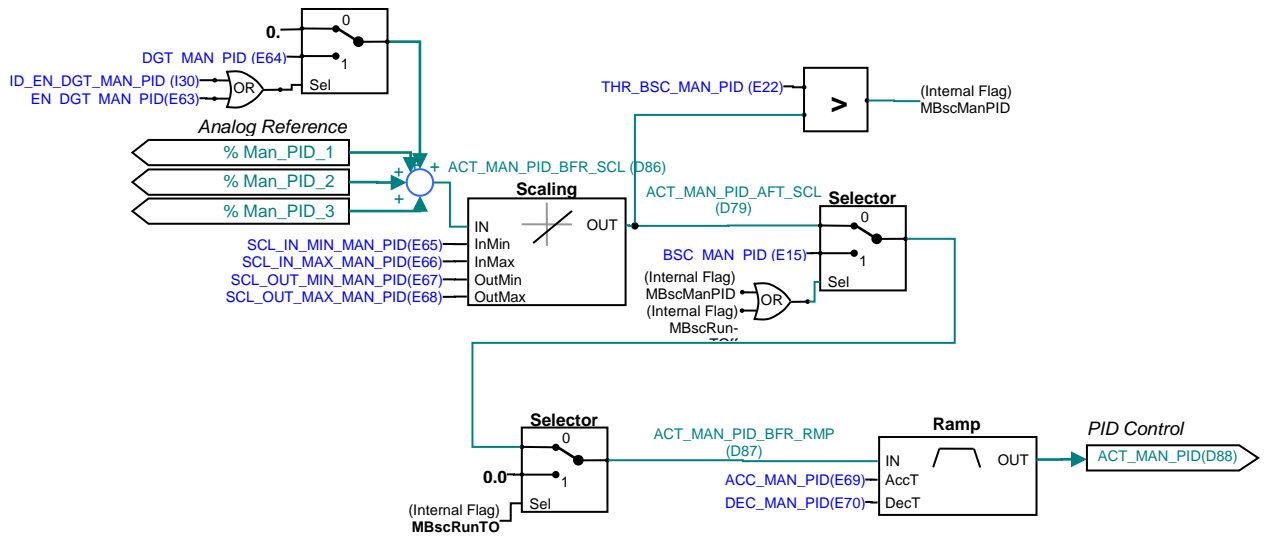 0
0.
DGT MAN PID (E64)
1
ID_EN_DGT_MAN_PID (I30)
OR
Sel
EN DGT MAN PID(E63)
THR_BSC_MAN_PID (E22)
>
(Internal Flag)
MBscManPID
Analog Reference
% Man_PID_1
% Man_PID_2
% Man_PID_3
+
+
+
+
ACT_MAN_PID_BFR_SCL (D86)
Scaling
IN
OUT
InMin
InMax
OutMin
OutMax
SCL_IN_MIN_MAN_PID(E65)
SCL_IN_MAX_MAN_PID(E66)
SCL_OUT_MIN_MAN_PID(E67)
SCL_OUT_MAX_MAN_PID(E68)
ACT_MAN_PID_AFT_SCL
(D79)
Selector
0
BSC MAN PID (E15)
1
Sel
(Internal Flag)
MBscManPID
OR
(Internal Flag)
MBscRun-
Selector
0
0.0
1
Sel
(Internal Flag)
MBscRunTO
ACT_MAN_PID_BFR_RMP
(D87)
Ramp
IN
OUT
ACC_MAN_PID(E69)
AccT
DEC_MAN_PID(E70)
DecT
PID Control
ACT_MAN_PID(D88)